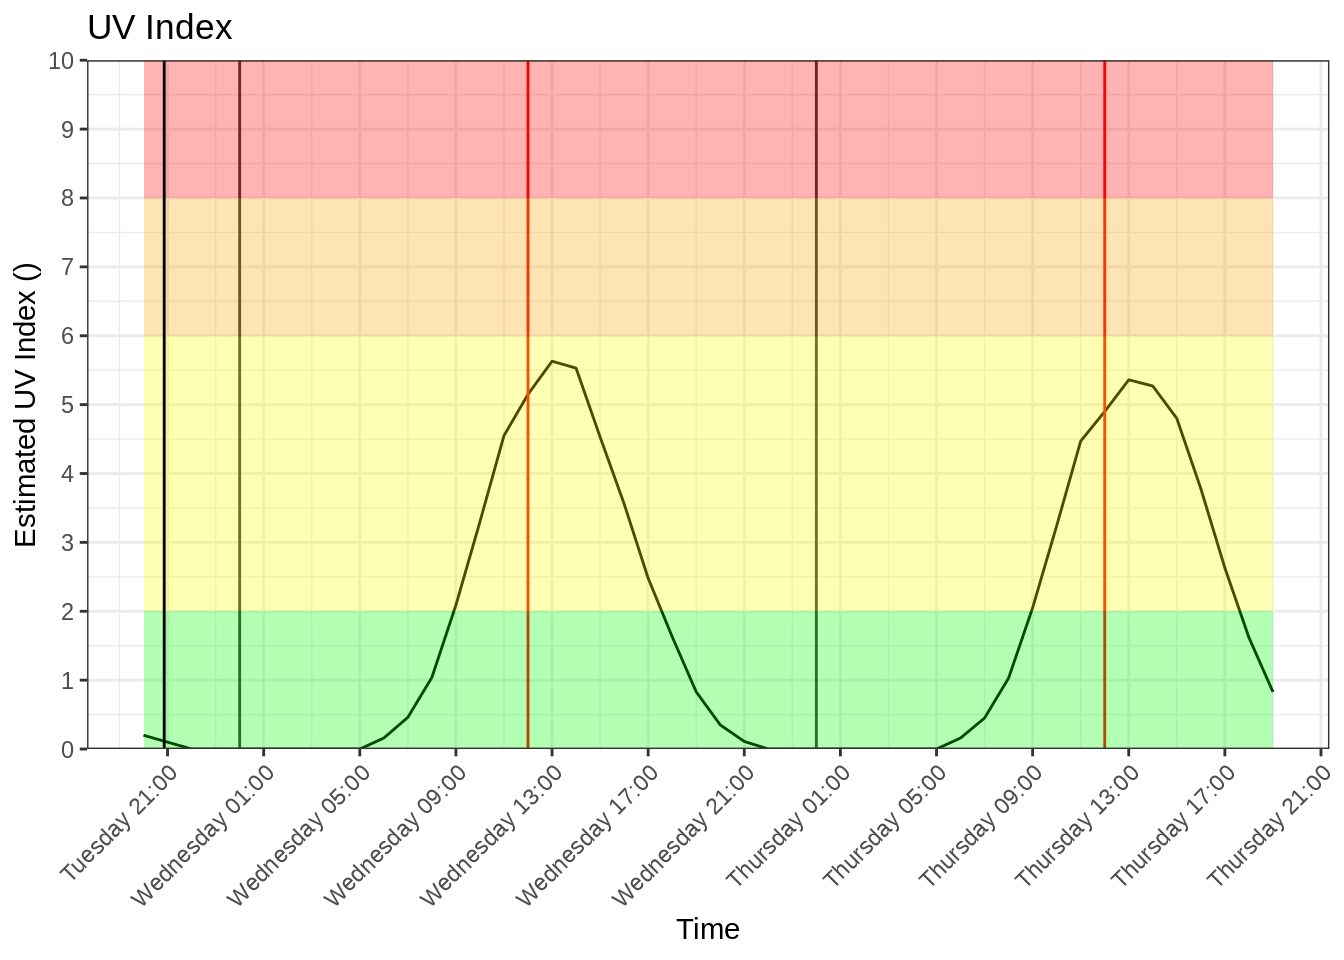 UV Index
Estimated UV Index ()
10
9
8
7
6
5
4
3
2
1
0
Tuesday 21:00
Wednesday 01:00
Wednesday 05:00
Wednesday 09:00
Wednesday 13:00
Wednesday 17:00
Wednesday 21:00
Thursday 01:00
Thursday 05:00
Thursday 09:00
Thursday 13:00
Thursday 17:00
Thursday 21:00
Time